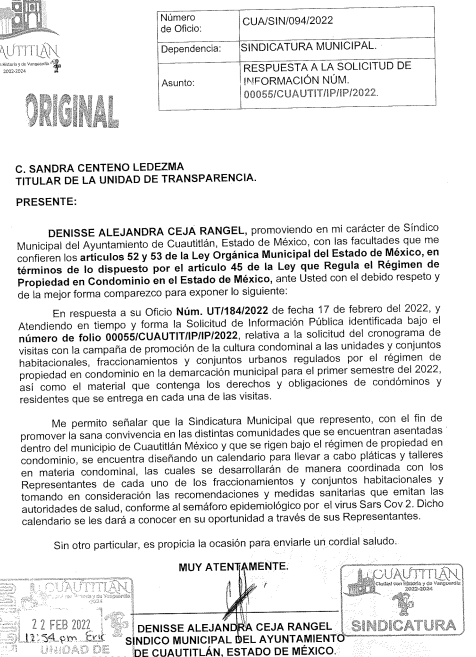 CUAUTITLÁN
2022-2024
ORIGINAL
Número de Oficio: CUA/SIN/094/2022
Dependencia: SINDICATURA MUNICIPAL.
Asunto: RESPUESTA A LA SOLICITUD DE
INFORMACIÓN NÚM.
00055/CUAUTIT/IP/IP/2022.
C. SANDRA CENTENO LEDEZMA
TITULAR DE LA UNIDAD DE TRANSPARENCIA.
PRESENTE:
DENISSE ALEJANDRA CEJA RANGEL, promoviendo en mi carácter de Síndico
Municipal del Ayuntamiento de Cuautitlán, Estado de México, con las facultades que me
confieren los artículos 52 y 53 de la Ley Orgánica Municipal del Estado de México, en
términos de lo dispuesto por el artículo 45 de la Ley que Regula el Régimen de
Propiedad en Condominio en el Estado de México, ante Usted con el debido respeto y
de la mejor forma comparezco para exponer lo siguiente:
En respuesta a su Oficio Núm. UT/184/2022 de fecha 17 de febrero del 2022, y
Atendiendo en tiempo y forma la Solicitud de Información Pública identificada bajo el
número de folio 00055/CUAUTIT/IP/IP/2022, relativa a la solicitud del cronograma de
visitas con la campaña de promoción de la cultura condominal a las unidades y conjuntos
habitacionales, fraccionamientos y conjuntos urbanos regulados por el régimen de
propiedad en condominio en la demarcación municipal para el primer semestre del 2022,
así como el material que contenga los derechos y obligaciones de condóminos y
residentes que se entrega en cada una de las visitas.
Me permito señalar que la Sindicatura Municipal que represento, con el fin de
promover la sana convivencia en las distintas comunidades que se encuentran asentadas
dentro del municipio de Cuautitlán México y que se rigen bajo el régimen de propiedad en
condominio, se encuentra diseñando un calendario para llevar a cabo pláticas y talleres
en materia condominal, las cuales se desarrollarán de manera coordinada con los
Representantes de cada uno de los fraccionamientos y conjuntos habitacionales y
tomando en consideración las recomendaciones y medidas sanitarias que emitan las
autoridades de salud, conforme al semáforo epidemiológico por el virus Sars Cov 2. Dicho
calendario se les dará a conocer en su oportunidad a través de sus Representantes.
Sin otro particular, es propicia la ocasión para enviarle un cordial saludo.
MUY ATENTAMENTE.
DENISSE ALEJANDRA CEJA RANGEL
SINDICO MUNICIPAL DEL AYUNTAMIENTO
DE CUAUTITLÁN, ESTADO DE MÉXICO.
CUAUTITLÁN
22 FEB 2022
12:54 pm Eric
UNIDAD DE
CUAUTITLÁN
Ciudad con Historia y de Vanguardia
2022-2024
SINDICATURA